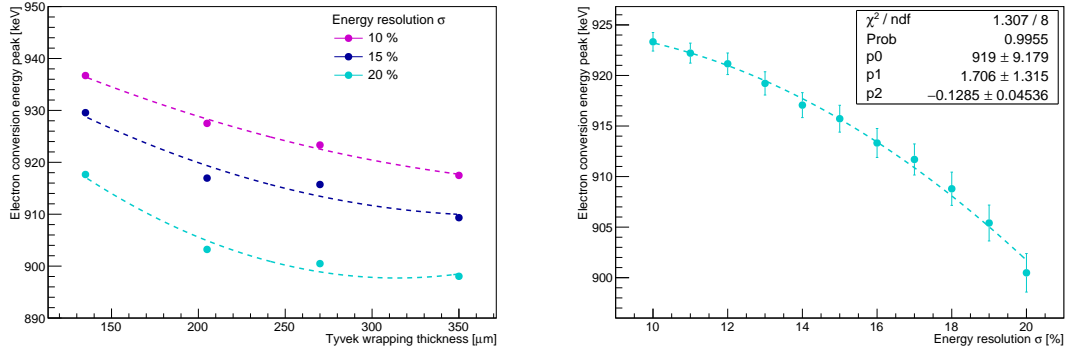 Electron conversion energy peak [keV]
950
940
930
920
910
900
890
Energy resolution σ
10 %
15 %
20 %
150
200
250
300
350
Tyvek wrapping thickness [μm]
Electron conversion energy peak [keV]
925
920
915
910
905
900
χ² / ndf 1.307 / 8
Prob 0.9955
p0 919 ± 9.179
p1 1.706 ± 1.315
p2 −0.1285 ± 0.04536
10
12
14
16
18
20
Energy resolution σ [%]